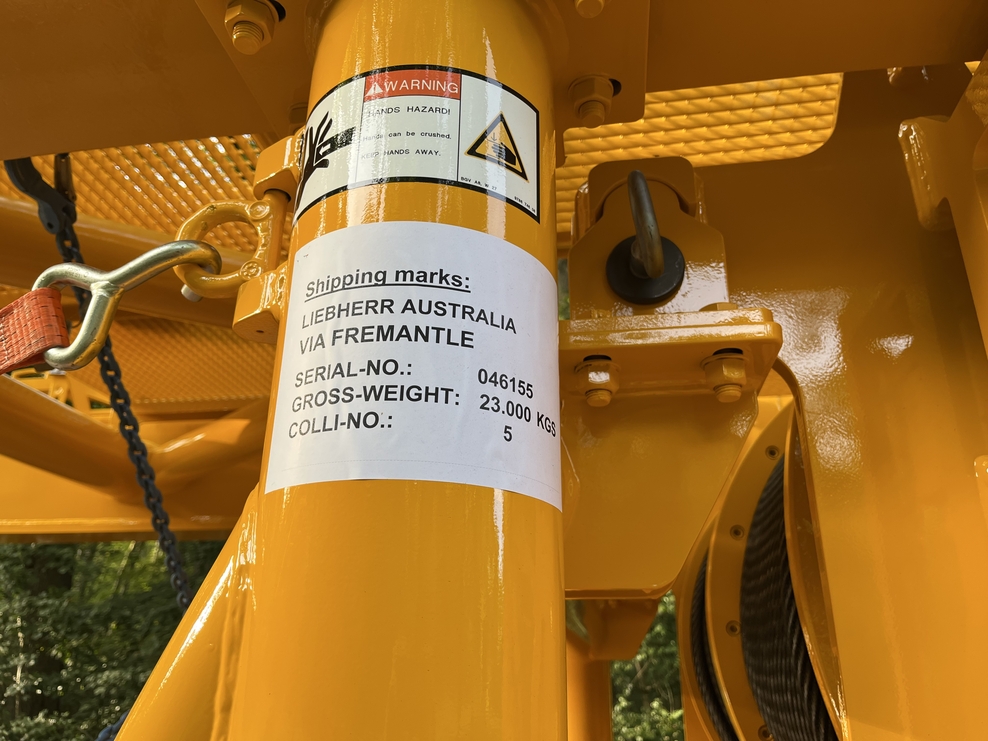 WARNING
HANDS HAZARD!
Hands can be crushed.
KEEP HANDS AWAY.
Shipping marks:
LIEBHERR AUSTRALIA
VIA FREMANTLE
SERIAL-NO.: 046155
GROSS-WEIGHT: 23.000 KGS
COLLI-NO.: 5